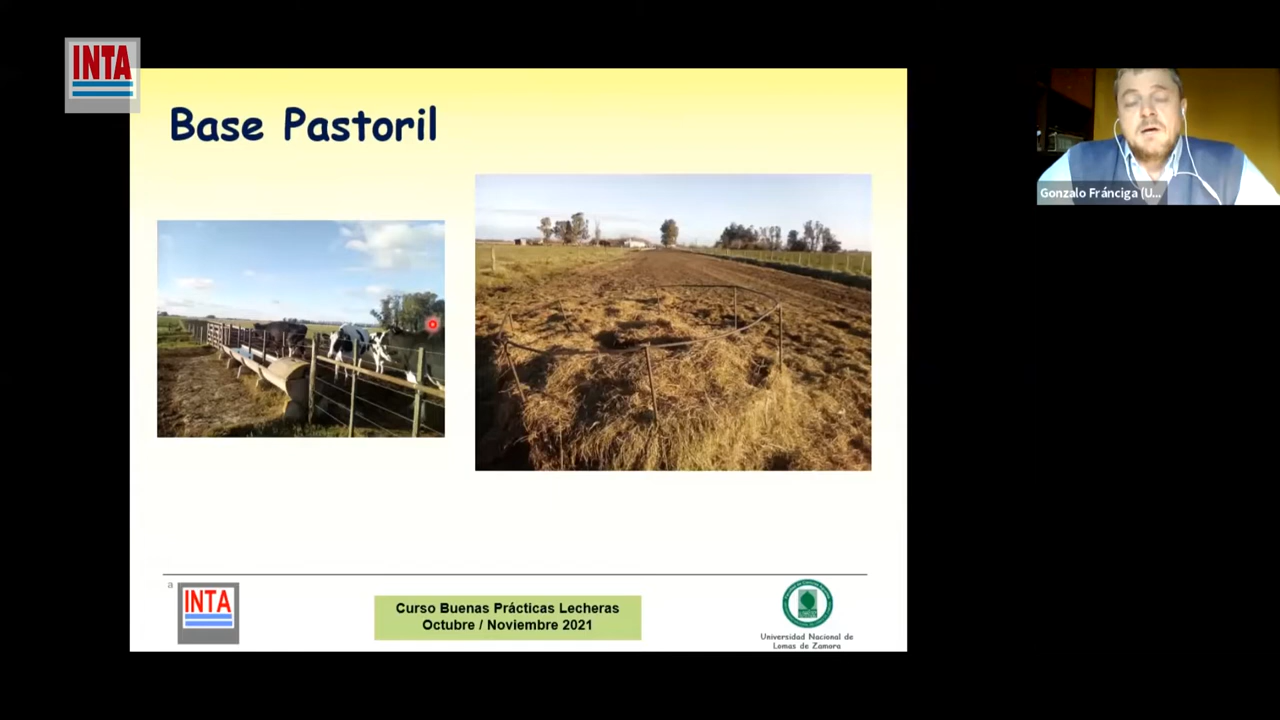 INTA
Base Pastoril
Gonzalo Fránciga (U...
INTA
Curso Buenas Prácticas Lecheras
Octubre / Noviembre 2021
Universidad Nacional de
Lomas de Zamora